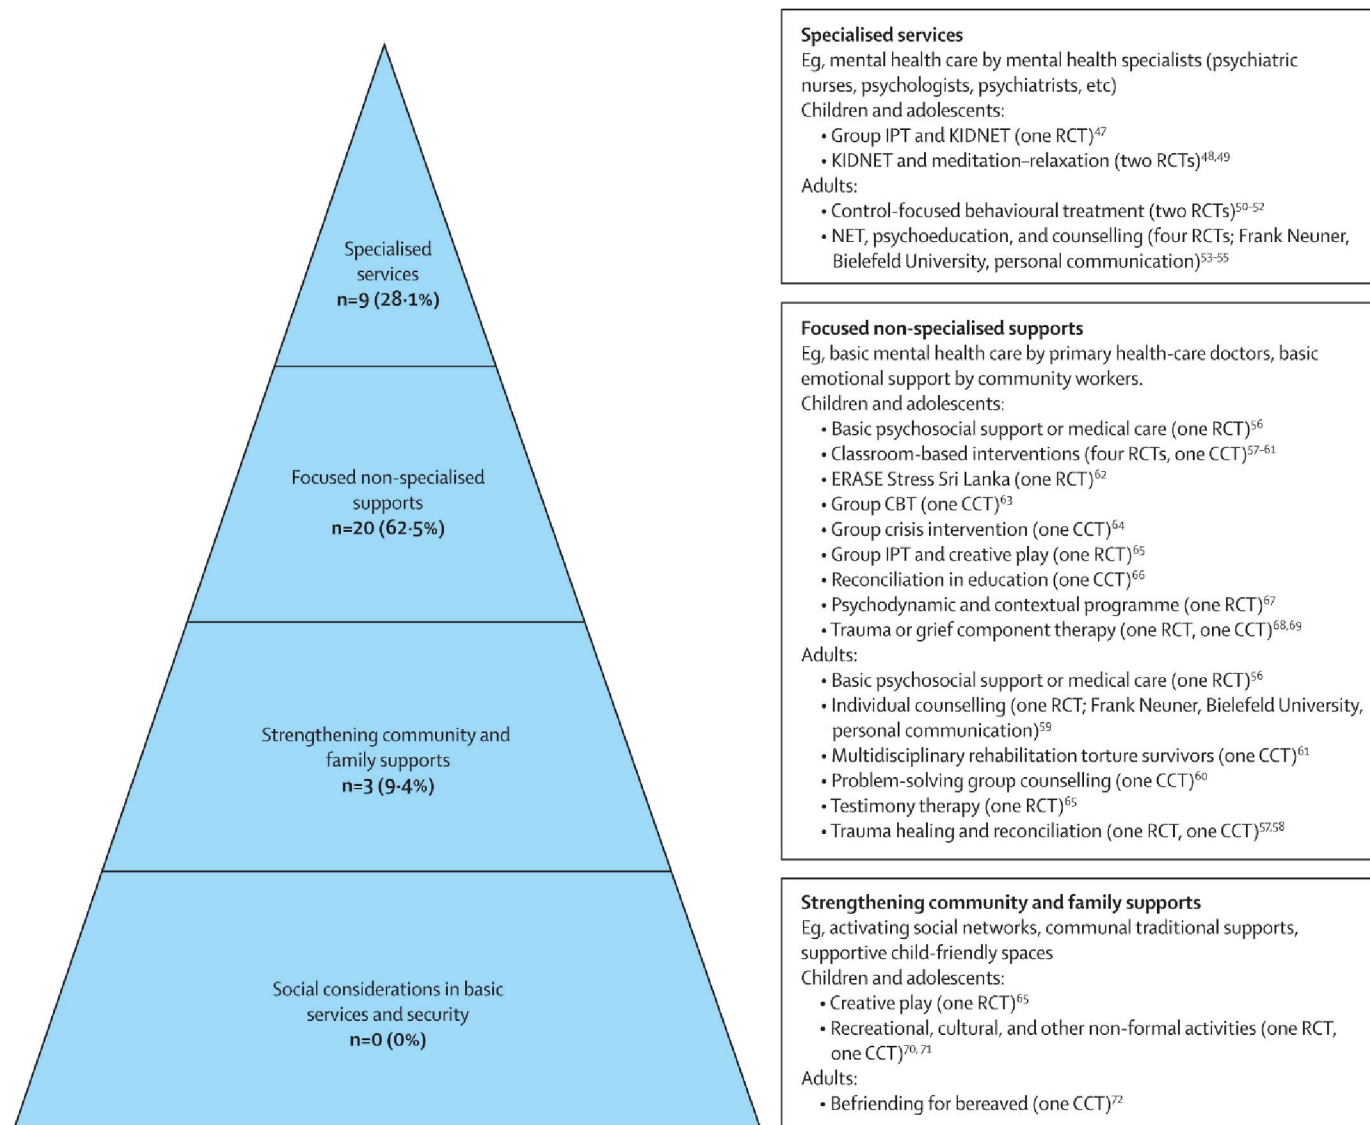 Specialised
services
n=9 (28·1%)
Focused non-specialised
supports
n=20 (62·5%)
Strengthening community and
family supports
n=3 (9·4%)
Social considerations in basic
services and security
n=0 (0%)
Specialised services
Eg, mental health care by mental health specialists (psychiatric
nurses, psychologists, psychiatrists, etc)
Children and adolescents:
• Group IPT and KIDNET (one RCT)47
• KIDNET and meditation–relaxation (two RCTs)48,49
Adults:
• Control-focused behavioural treatment (two RCTs)50–52
• NET, psychoeducation, and counselling (four RCTs; Frank Neuner,
Bielefeld University, personal communication)53–55
Focused non-specialised supports
Eg, basic mental health care by primary health-care doctors, basic
emotional support by community workers.
Children and adolescents:
• Basic psychosocial support or medical care (one RCT)56
• Classroom-based interventions (four RCTs, one CCT)57–61
• ERASE Stress Sri Lanka (one RCT)62
• Group CBT (one CCT)63
• Group crisis intervention (one CCT)64
• Group IPT and creative play (one RCT)65
• Reconciliation in education (one CCT)66
• Psychodynamic and contextual programme (one RCT)67
• Trauma or grief component therapy (one RCT, one CCT)68,69
Adults:
• Basic psychosocial support or medical care (one RCT)56
• Individual counselling (one RCT; Frank Neuner, Bielefeld University,
personal communication)59
• Multidisciplinary rehabilitation torture survivors (one CCT)61
• Problem-solving group counselling (one CCT)60
• Testimony therapy (one RCT)65
• Trauma healing and reconciliation (one RCT, one CCT)57,58
Strengthening community and family supports
Eg, activating social networks, communal traditional supports,
supportive child-friendly spaces
Children and adolescents:
• Creative play (one RCT)65
• Recreational, cultural, and other non-formal activities (one RCT,
one CCT)70, 71
Adults:
• Befriending for bereaved (one CCT)72